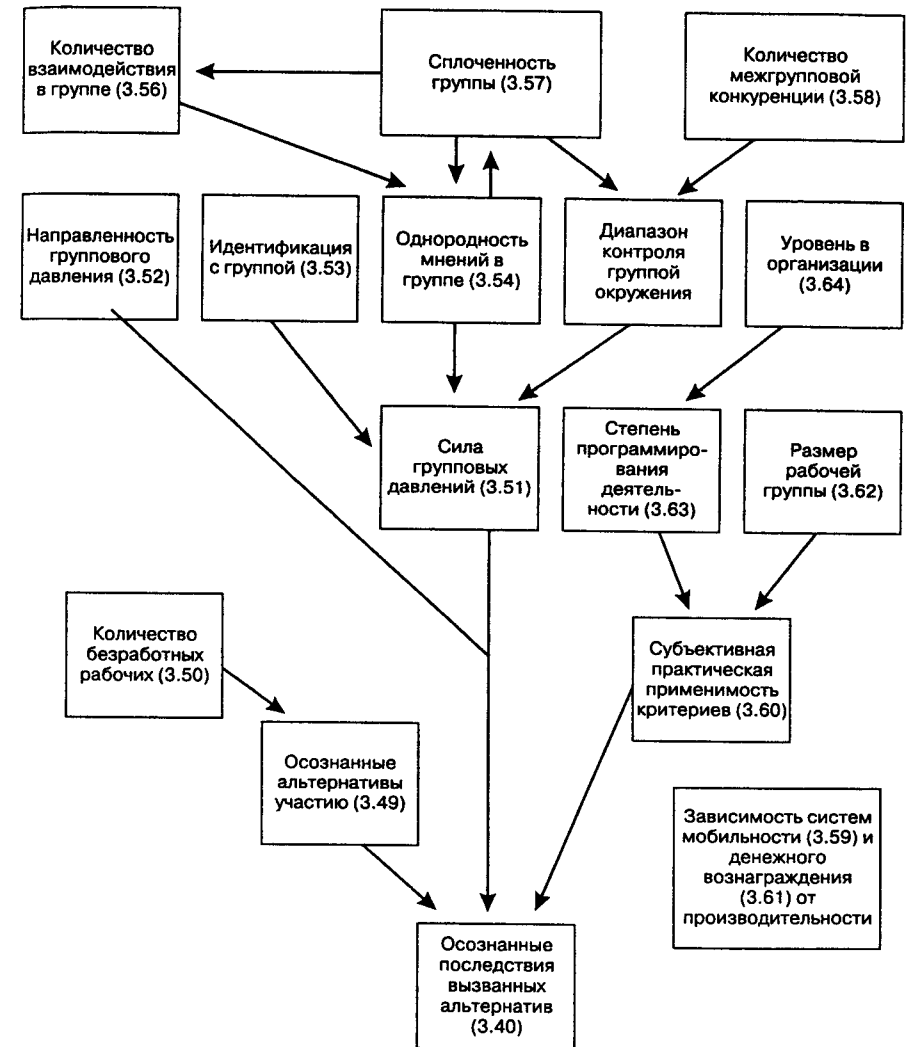 Количество
взаимодействия
в группе (3.56)
Сплоченность
группы (3.57)
Количество
межгрупповой
конкуренции (3.58)
Направленность
группового
давления (3.52)
Идентификация
с группой (3.53)
Однородность
мнений в
группе (3.54)
Диапазон
контроля
группой
окружения
Уровень в
организации
(3.64)
Сила
групповых
давлений (3.51)
Степень
программиро-
вания
деятель-
ности (3.63)
Размер
рабочей
группы (3.62)
Количество
безработных
рабочих (3.50)
Субъективная
практическая
применимость
критериев (3.60)
Осознанные
альтернативы
участию (3.49)
Зависимость систем
мобильности (3.59) и
денежного
вознаграждения
(3.61) от
производительности
Осознанные
последствия
вызванных
альтернатив
(3.40)